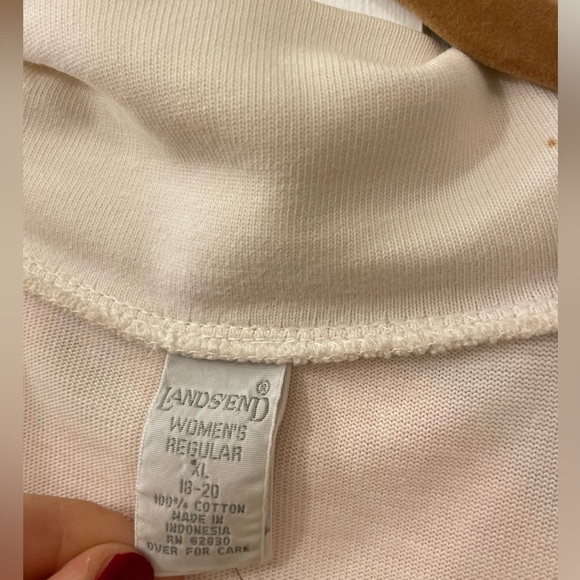 LANDS'END®
WOMEN'S
REGULAR
XL
18-20
100% COTTON
MADE IN
INDONESIA
RN 62830
OVER FOR CARE